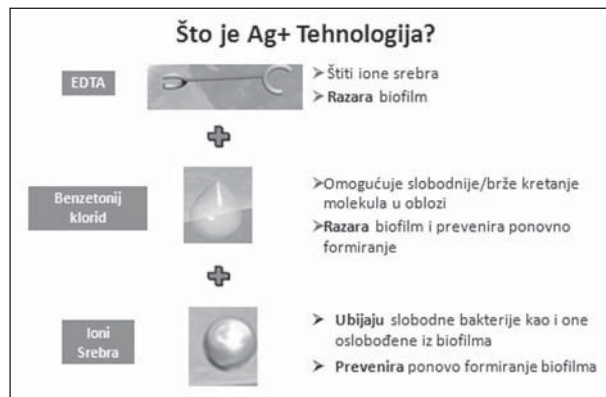 Što je Ag+ Tehnologija?
EDTA
➢ Štiti ione srebra
➢ Razara biofilm
Benzetonij
klorid
➢Omogućuje slobodnije/brže kretanje
molekula u oblozi
➢Razara biofilm i prevenira ponovno
formiranje
Ioni
Srebra
➢ Ubijaju slobodne bakterije kao i one
oslobođene iz biofilma
➢ Prevenira ponovo formiranje biofilma